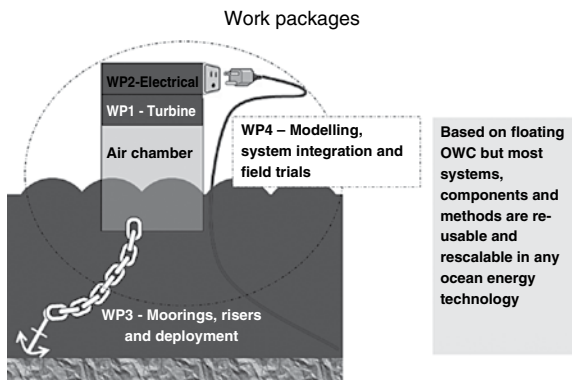 Work packages
WP2-Electrical
WP1 - Turbine
Air chamber
WP4 – Modelling,
system integration and
field trials
WP3 - Moorings, risers
and deployment
Based on floating
OWC but most
systems,
components and
methods are re-
usable and
rescalable in any
ocean energy
technology